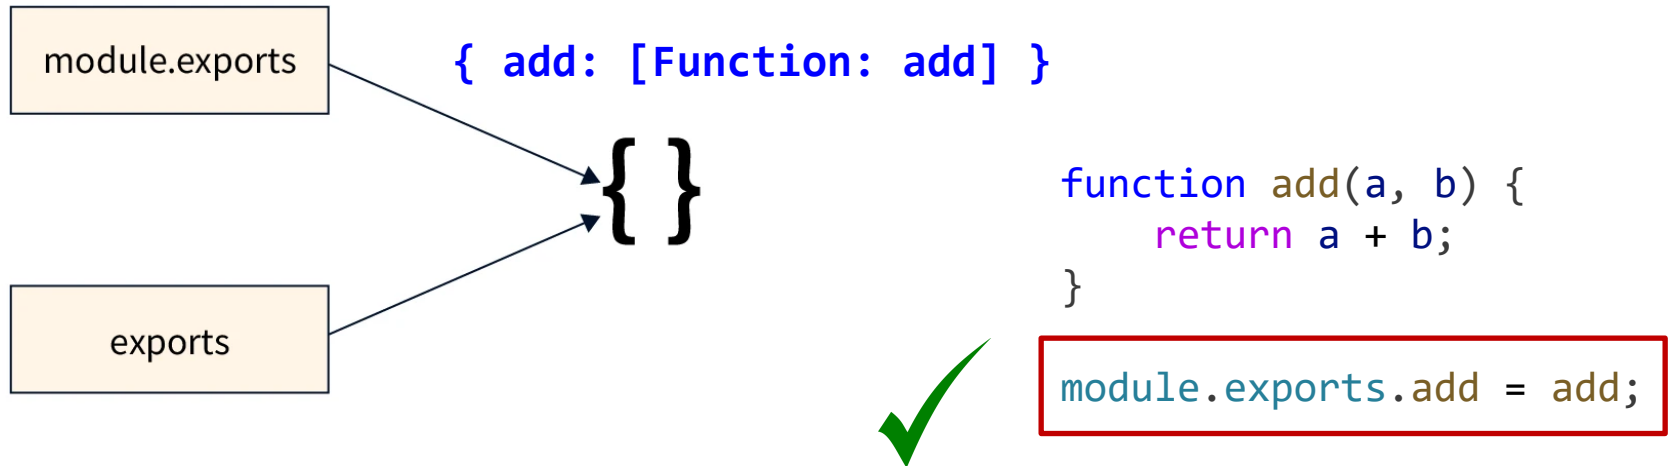 module.exports
{ add: [Function: add] }
{ }
exports
function add(a, b) {
    return a + b;
}
module.exports.add = add;